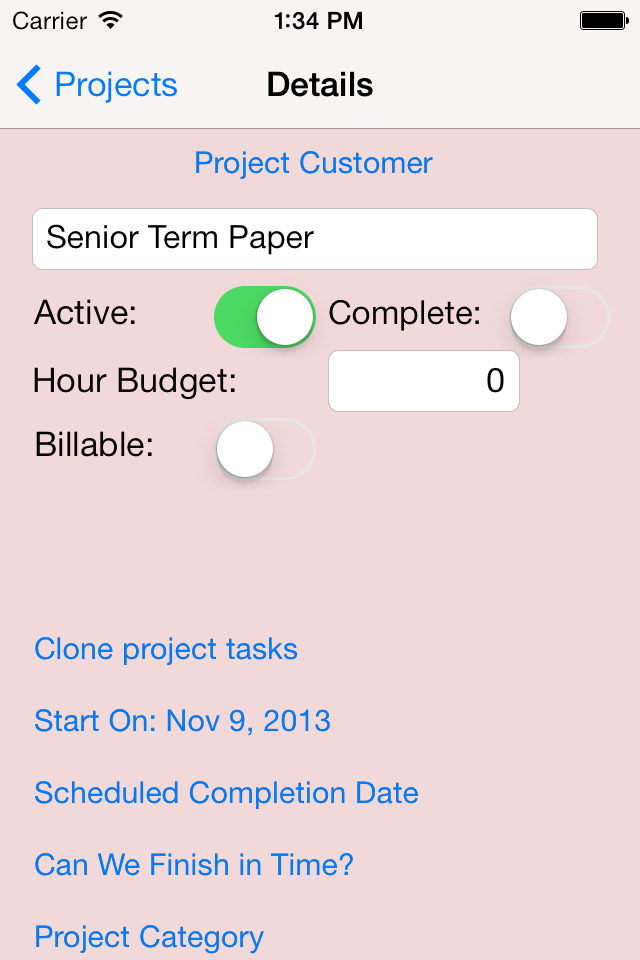 Carrier 1:34 PM
Projects Details
Project Customer
Senior Term Paper
Active: Complete:
Hour Budget: 0
Billable:
Clone project tasks
Start On: Nov 9, 2013
Scheduled Completion Date
Can We Finish in Time?
Project Category